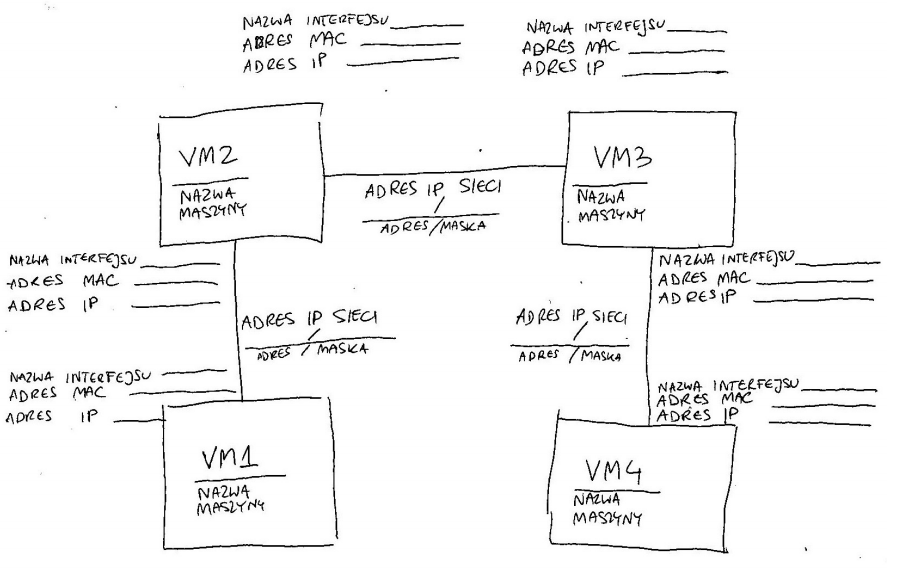 NAZWA INTERFEJSU
ADRES MAC
ADRES IP
NAZWA INTERFEJSU
ADRES MAC
ADRES IP
VM2
NAZWA
MASZYNY
ADRES IP SIECI
/
ADRES/MASKA
VM3
NAZWA
MASZYNY
NAZWA INTERFEJSU
ADRES MAC
ADRES IP
ADRES IP SIECI
/
ADRES / MASKA
ADRES IP SIECI
/
ADRES / MASKA
NAZWA INTERFEJSU
ADRES MAC
ADRES IP
NAZWA INTERFEJSU
ADRES MAC
ADRES IP
VM1
NAZWA
MASZYNY
NAZWA INTERFEJSU
ADRES MAC
ADRES IP
VM4
NAZWA
MASZYNY